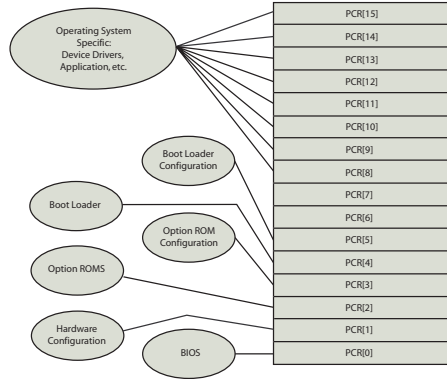 Operating System
Specific:
Device Drivers,
Application, etc.
Boot Loader
Configuration
Boot Loader
Option ROM
Configuration
Option ROMS
Hardware
Configuration
BIOS
PCR[15]
PCR[14]
PCR[13]
PCR[12]
PCR[11]
PCR[10]
PCR[9]
PCR[8]
PCR[7]
PCR[6]
PCR[5]
PCR[4]
PCR[3]
PCR[2]
PCR[1]
PCR[0]